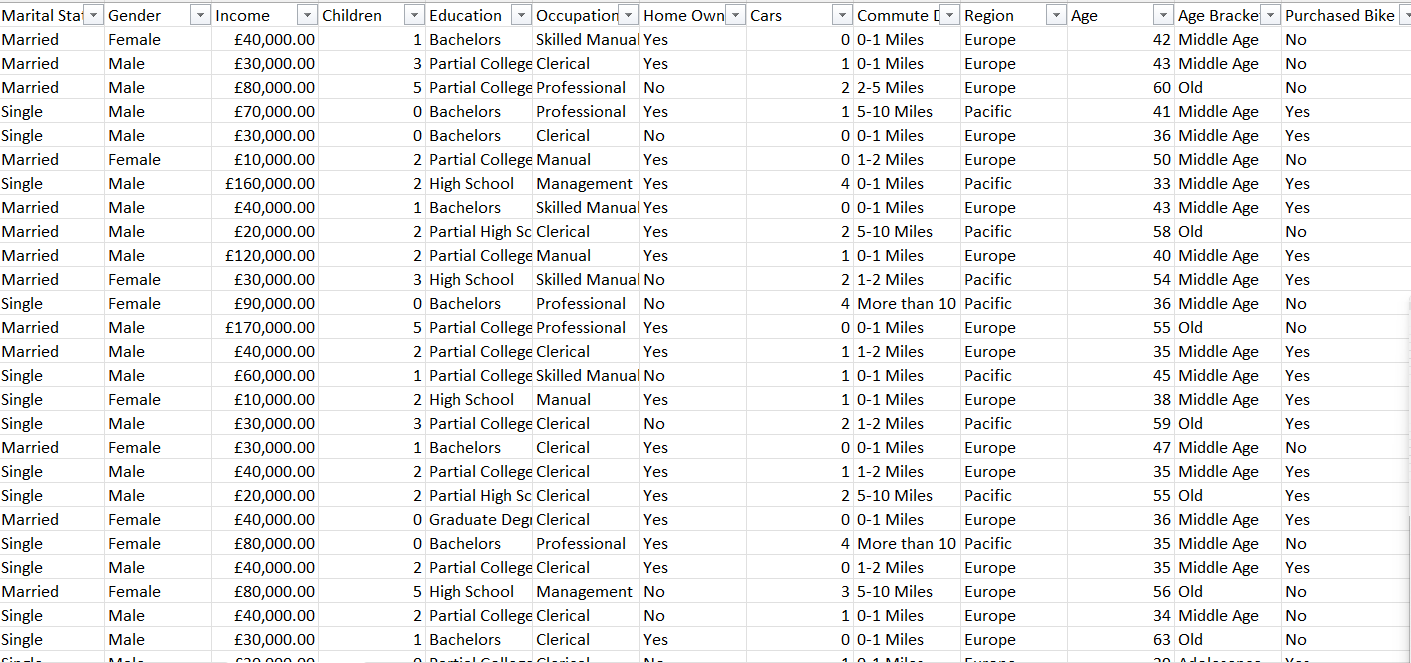 Marital Stat Gender Income Children Education Occupation Home Own Cars Commute D Region Age Age Bracke Purchased Bike
Married Female £40,000.00 1 Bachelors Skilled Manual Yes 0 0-1 Miles Europe 42 Middle Age No
Married Male £30,000.00 3 Partial College Clerical Yes 1 0-1 Miles Europe 43 Middle Age No
Married Male £80,000.00 5 Partial College Professional No 2 2-5 Miles Europe 60 Old No
Single Male £70,000.00 0 Bachelors Professional Yes 1 5-10 Miles Pacific 41 Middle Age Yes
Single Male £30,000.00 0 Bachelors Clerical No 0 0-1 Miles Europe 36 Middle Age Yes
Married Female £10,000.00 2 Partial College Manual Yes 0 1-2 Miles Europe 50 Middle Age No
Single Male £160,000.00 2 High School Management Yes 4 0-1 Miles Pacific 33 Middle Age Yes
Married Male £40,000.00 1 Bachelors Skilled Manual Yes 0 0-1 Miles Europe 43 Middle Age Yes
Married Male £20,000.00 2 Partial High Sc Clerical Yes 2 5-10 Miles Pacific 58 Old No
Married Male £120,000.00 2 Partial College Manual Yes 1 0-1 Miles Europe 40 Middle Age Yes
Married Female £30,000.00 3 High School Skilled Manual No 2 1-2 Miles Pacific 54 Middle Age Yes
Single Female £90,000.00 0 Bachelors Professional No 4 More than 10 Pacific 36 Middle Age No
Married Male £170,000.00 5 Partial College Professional Yes 0 0-1 Miles Europe 55 Old No
Married Male £40,000.00 2 Partial College Clerical Yes 1 1-2 Miles Europe 35 Middle Age Yes
Single Male £60,000.00 1 Partial College Skilled Manual No 1 0-1 Miles Pacific 45 Middle Age Yes
Single Female £10,000.00 2 High School Manual Yes 1 0-1 Miles Europe 38 Middle Age Yes
Single Male £30,000.00 3 Partial College Clerical No 2 1-2 Miles Pacific 59 Old Yes
Married Female £30,000.00 1 Bachelors Clerical Yes 0 0-1 Miles Europe 47 Middle Age No
Single Male £40,000.00 2 Partial College Clerical Yes 1 1-2 Miles Europe 35 Middle Age Yes
Single Male £20,000.00 2 Partial High Sc Clerical Yes 2 5-10 Miles Pacific 55 Old Yes
Married Female £40,000.00 0 Graduate Degr Clerical Yes 0 0-1 Miles Europe 36 Middle Age Yes
Single Female £80,000.00 0 Bachelors Professional Yes 4 More than 10 Pacific 35 Middle Age No
Single Male £40,000.00 2 Partial College Clerical Yes 0 1-2 Miles Europe 35 Middle Age Yes
Married Female £80,000.00 5 High School Management No 3 5-10 Miles Europe 56 Old No
Single Male £40,000.00 2 Partial College Clerical No 1 0-1 Miles Europe 34 Middle Age No
Single Male £30,000.00 1 Bachelors Clerical Yes 0 0-1 Miles Europe 63 Old No